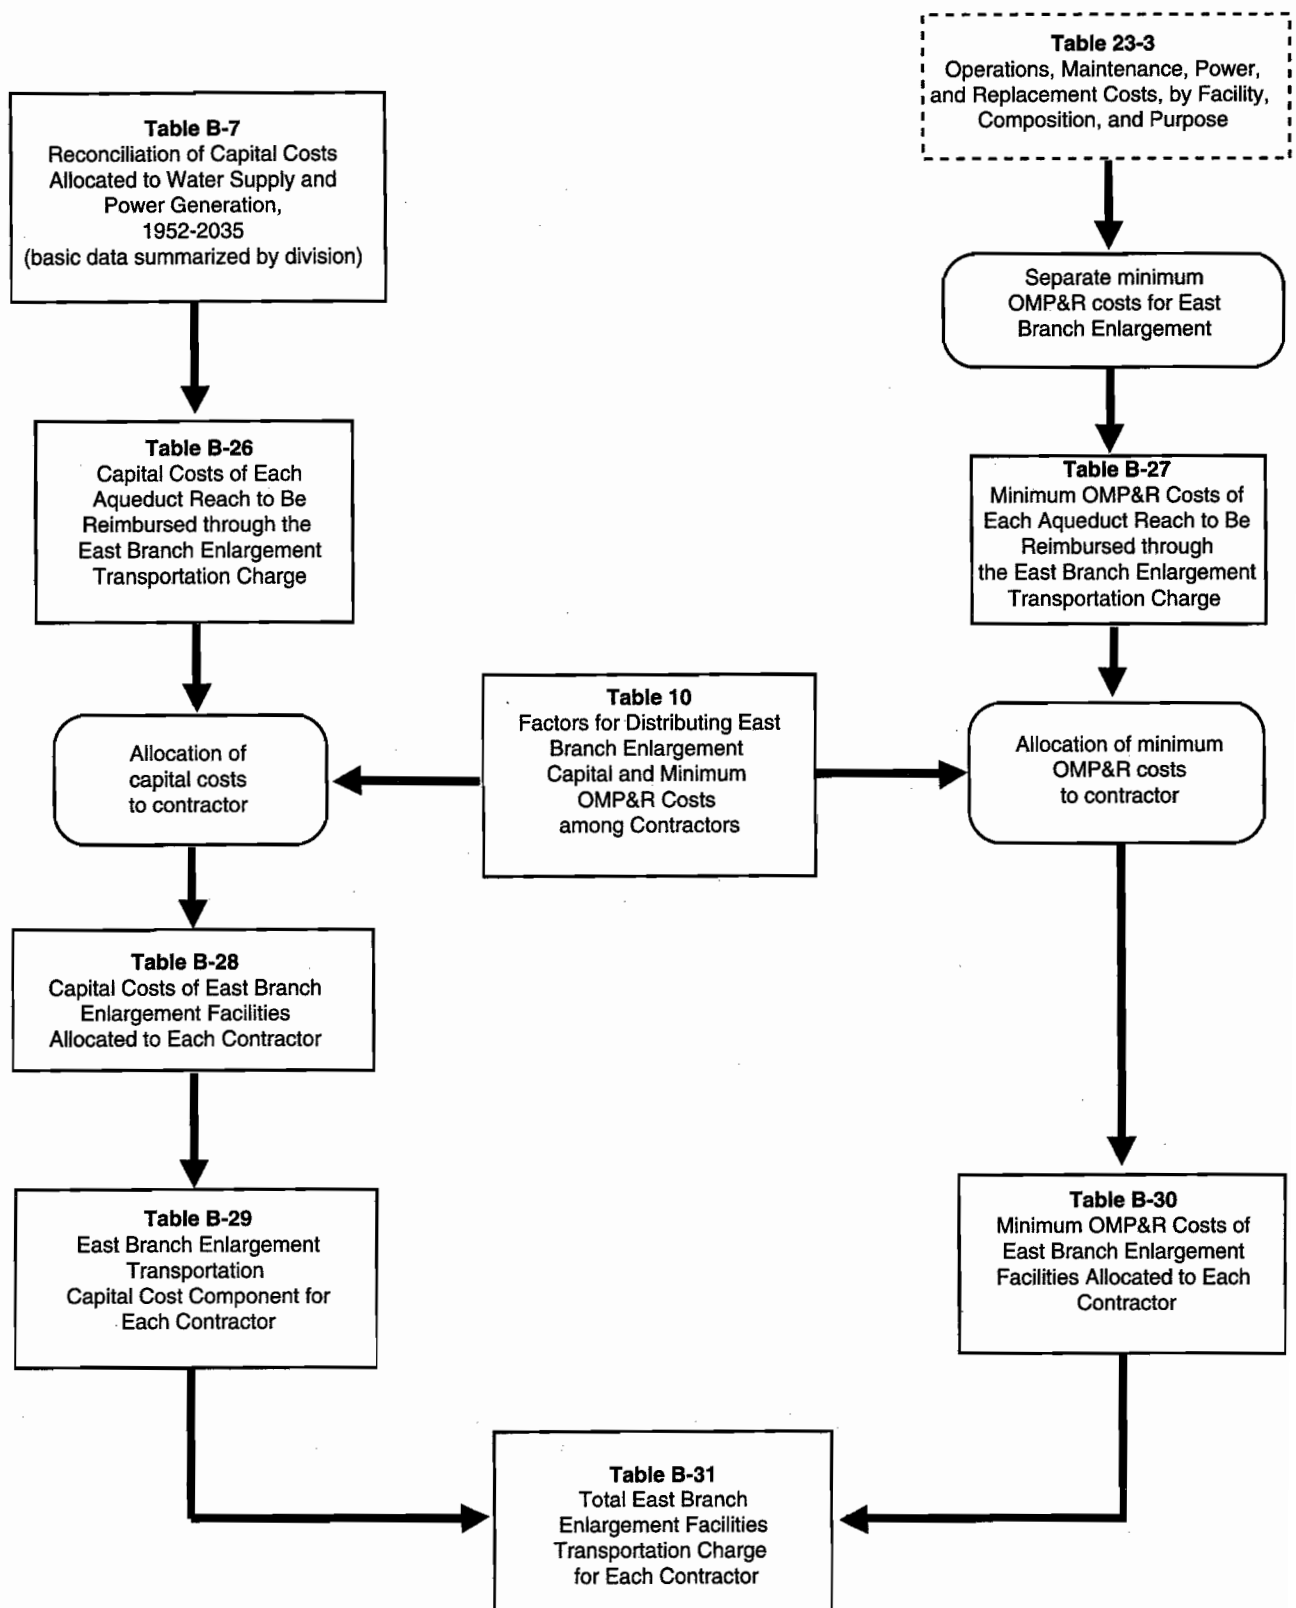 Table 23-3
Operations, Maintenance, Power,
and Replacement Costs, by Facility,
Composition, and Purpose
Table B-7
Reconciliation of Capital Costs
Allocated to Water Supply and
Power Generation,
1952-2035
(basic data summarized by division)
Separate minimum
OMP&R costs for East
Branch Enlargement
Table B-26
Capital Costs of Each
Aqueduct Reach to Be
Reimbursed through the
East Branch Enlargement
Transportation Charge
Table B-27
Minimum OMP&R Costs of
Each Aqueduct Reach to Be
Reimbursed through
the East Branch Enlargement
Transportation Charge
Table 10
Factors for Distributing East
Branch Enlargement
Capital and Minimum
OMP&R Costs
among Contractors
Allocation of
capital costs
to contractor
Allocation of minimum
OMP&R costs
to contractor
Table B-28
Capital Costs of East Branch
Enlargement Facilities
Allocated to Each Contractor
Table B-29
East Branch Enlargement
Transportation
Capital Cost Component for
Each Contractor
Table B-30
Minimum OMP&R Costs of
East Branch Enlargement
Facilities Allocated to Each
Contractor
Table B-31
Total East Branch
Enlargement Facilities
Transportation Charge
for Each Contractor